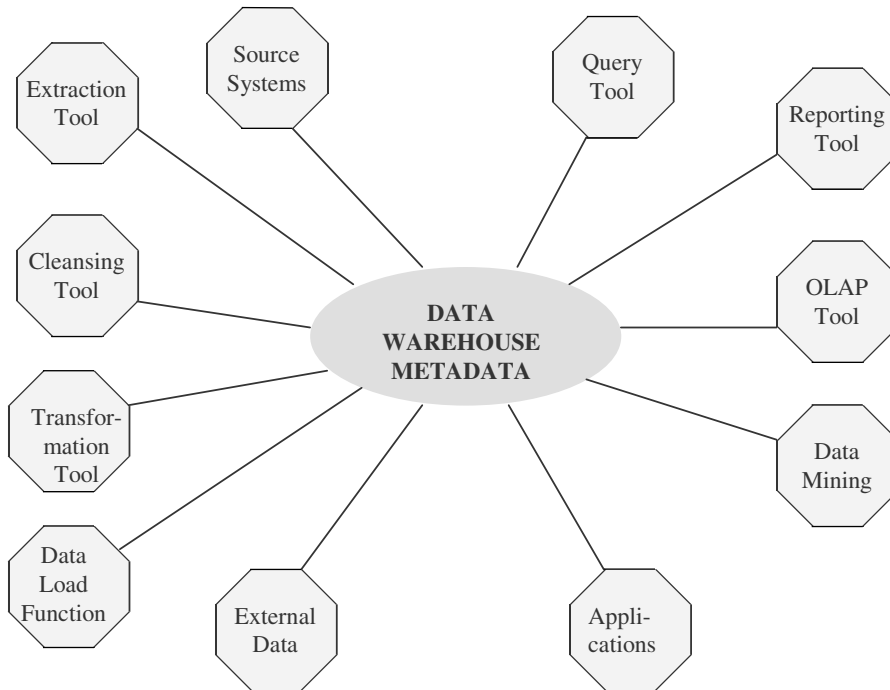 Source
Systems
Query
Tool
Extraction
Tool
Reporting
Tool
Cleansing
Tool
DATA
WAREHOUSE
METADATA
OLAP
Tool
Transfor-
mation
Tool
Data
Mining
Data
Load
Function
External
Data
Appli-
cations